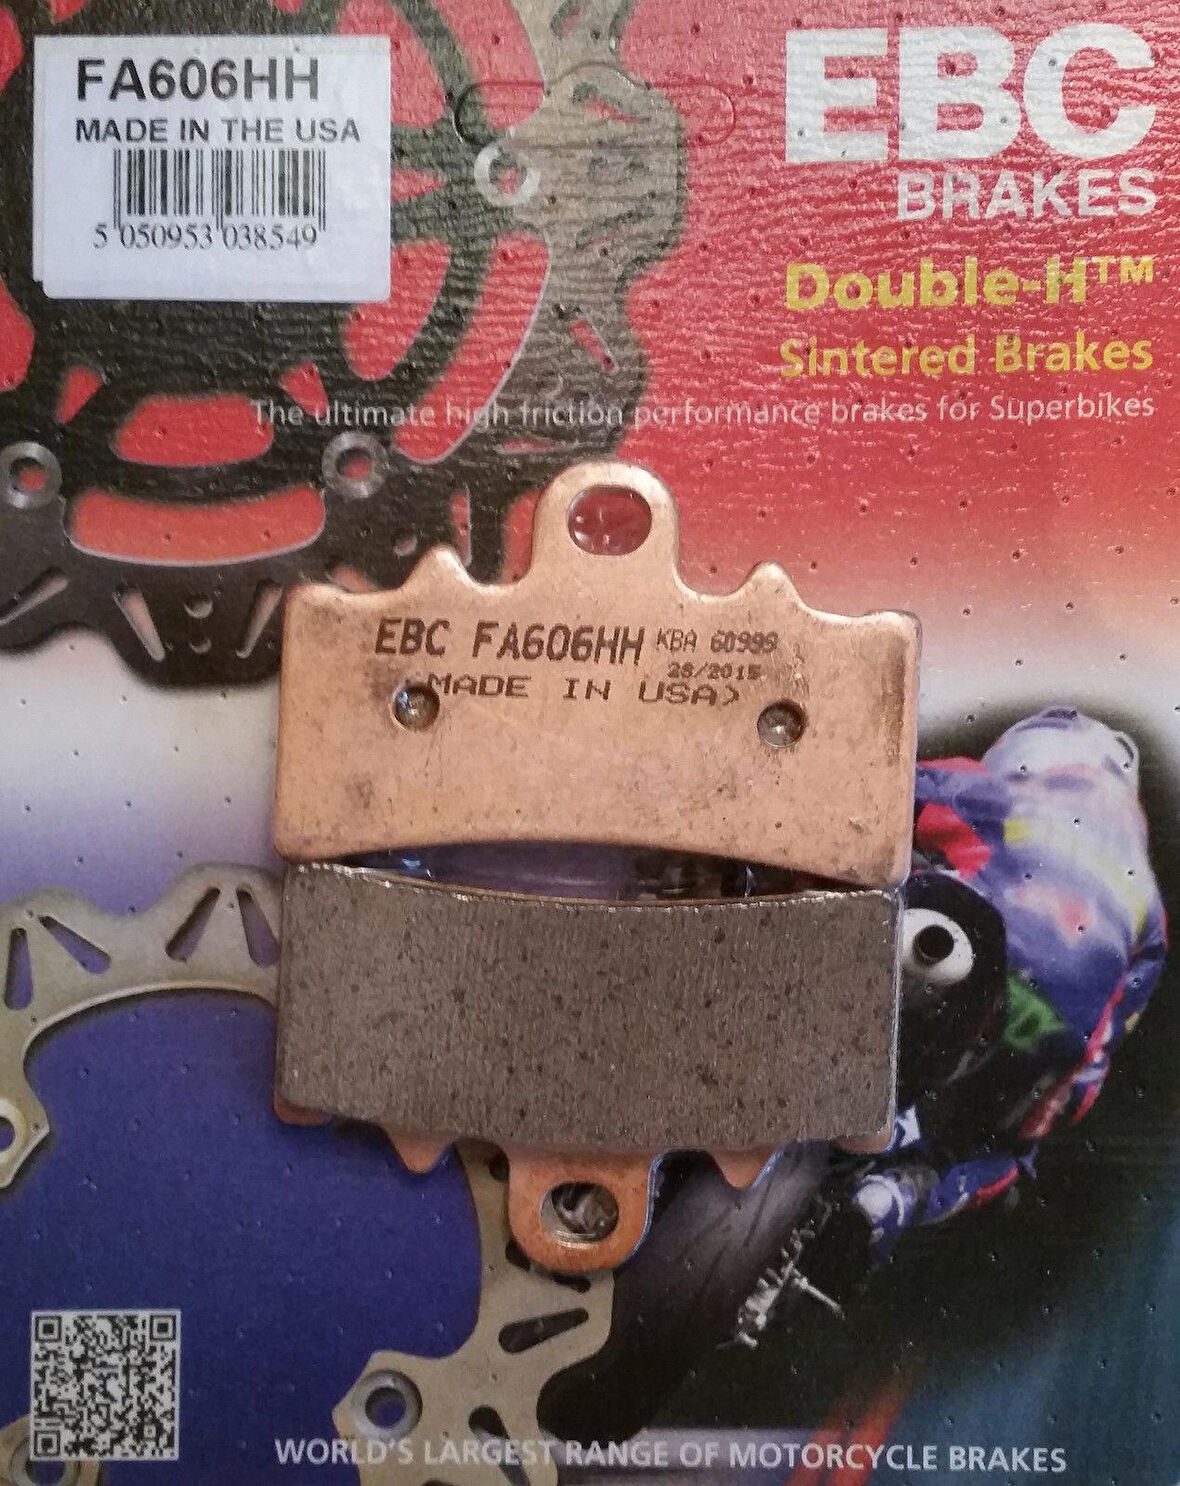 FA606HH
MADE IN THE USA
5 050953 038549
EBC
BRAKES
Double-H™
Sintered Brakes
The ultimate high friction performance brakes for Superbikes
EBC FA606HH KBA 60999
26/2015
<MADE IN USA>
WORLD'S LARGEST RANGE OF MOTORCYCLE BRAKES